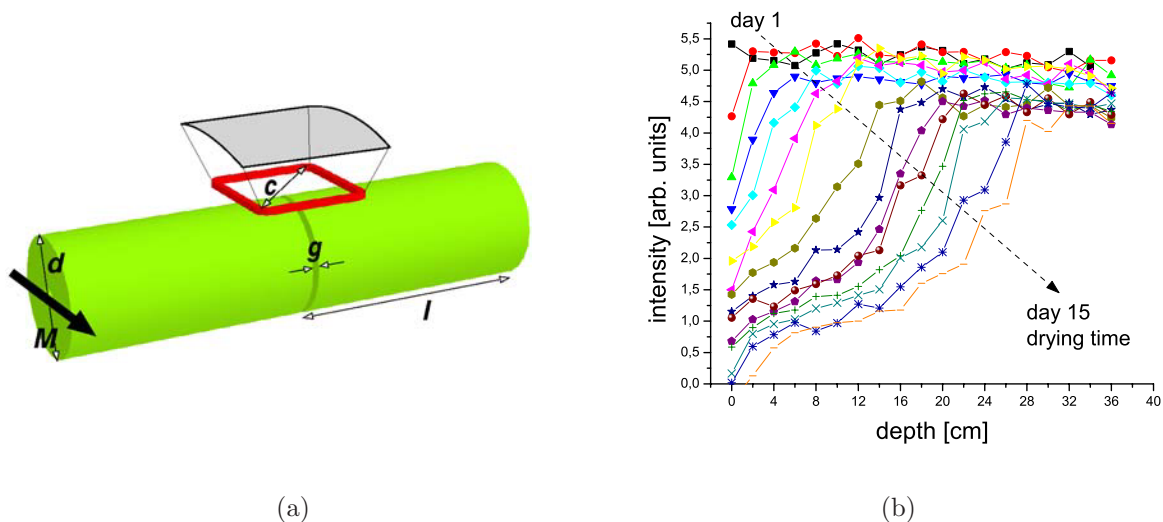 c
d
g
M
l
(a)
day 1
5,5
5,0
4,5
4,0
3,5
3,0
2,5
2,0
1,5
1,0
0,5
0,0
intensity [arb. units]
day 15
drying time
0 4 8 12 16 20 24 28 32 36 40
depth [cm]
(b)